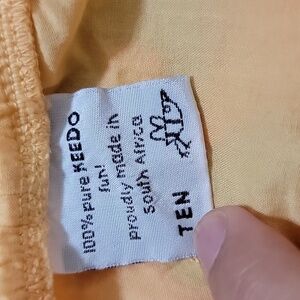 100% pure KEEDO
fun!
proudly made in
South Africa
TEN